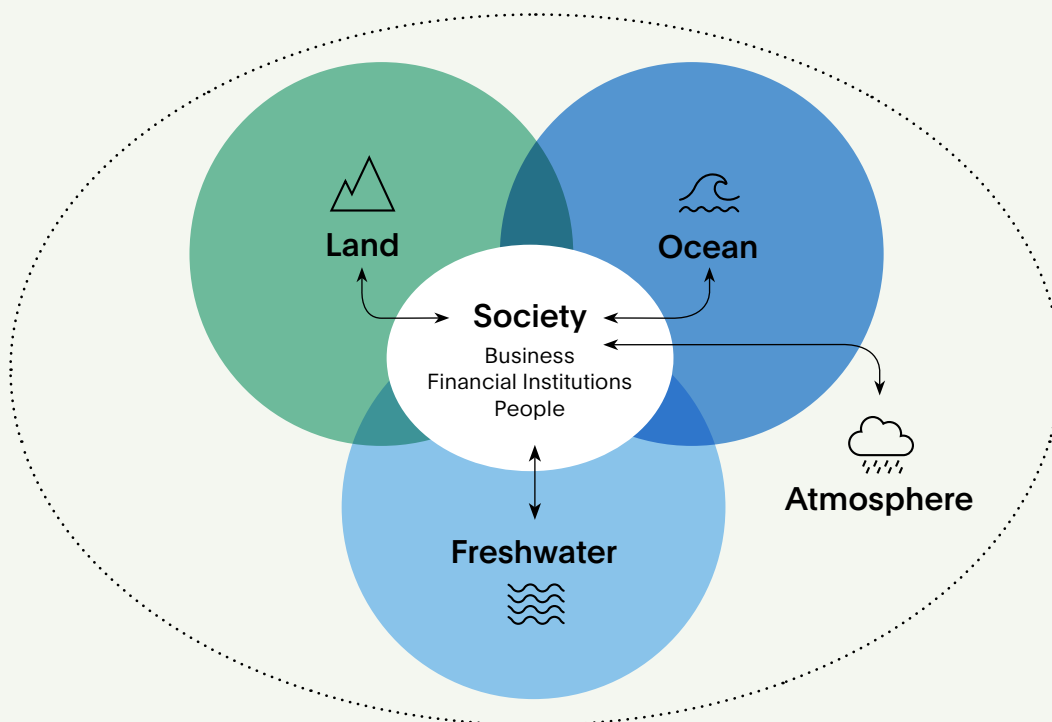 Land
Ocean
Society
Business
Financial Institutions
People
Atmosphere
Freshwater